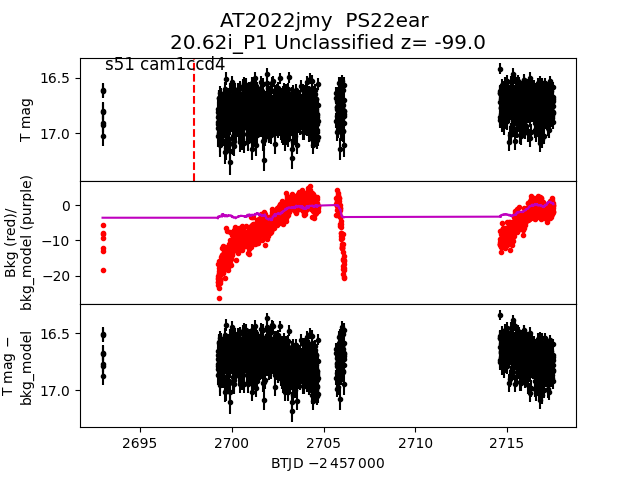 AT2022jmy  PS22ear
20.62i_P1 Unclassified z= -99.0
s51 cam1ccd4
16.5
17.0
T mag
0
−10
−20
Bkg (red)/
bkg_model (purple)
16.5
17.0
T mag −
bkg_model
2695
2700
2705
2710
2715
BTJD −2 457 000